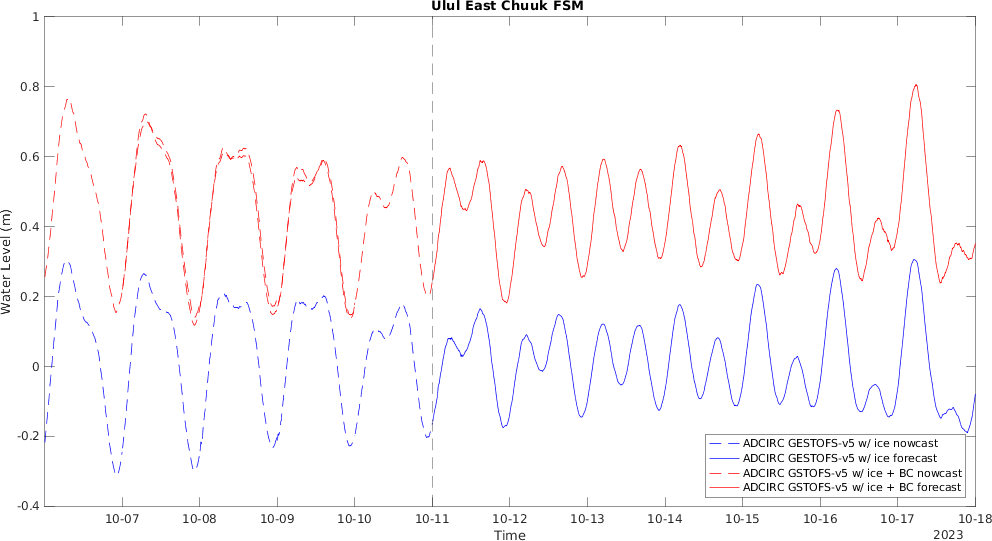 Ulul East Chuuk FSM
Water Level (m)
1
0.8
0.6
0.4
0.2
0
-0.2
-0.4
10-07 10-08 10-09 10-10 10-11 10-12 10-13 10-14 10-15 10-16 10-17 10-18
Time
2023
ADCIRC GESTOFS-v5 w/ ice nowcast
ADCIRC GESTOFS-v5 w/ ice forecast
ADCIRC GSTOFS-v5 w/ ice + BC nowcast
ADCIRC GSTOFS-v5 w/ ice + BC forecast